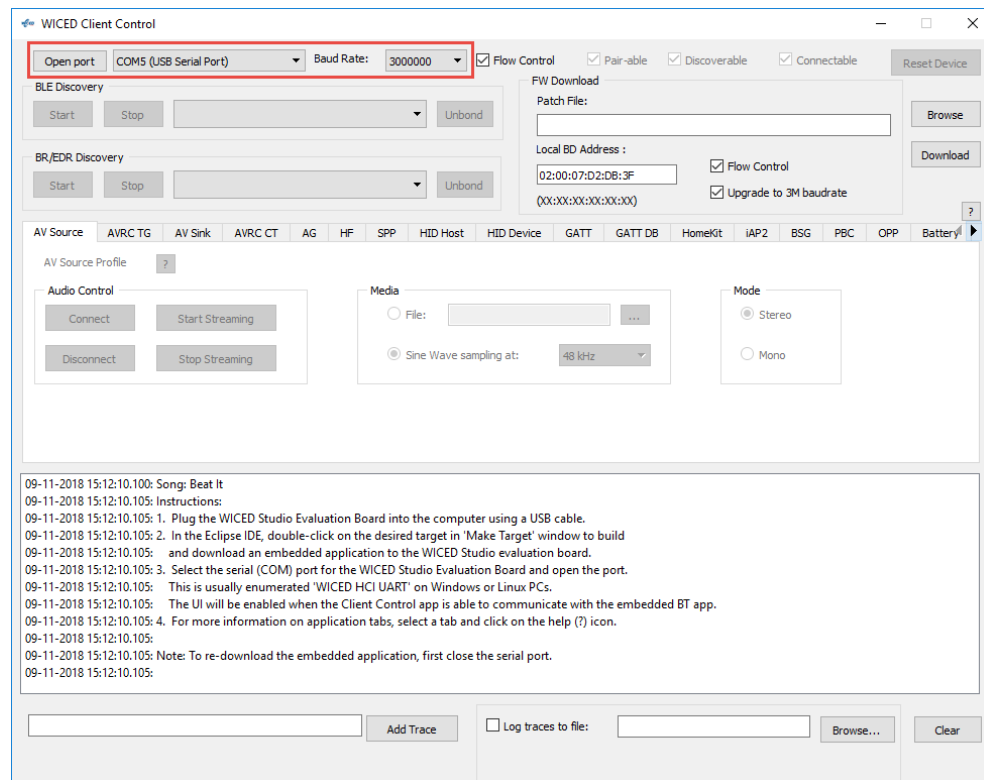 WICED Client Control
Open port COM5 (USB Serial Port) Baud Rate: 3000000 Flow Control Pair-able Discoverable Connectable Reset Device
BLE Discovery
Start Stop Unbond
BR/EDR Discovery
Start Stop Unbond
FW Download
Patch File:
Browse
Local BD Address :
02:00:07:D2:DB:3F
(XX:XX:XX:XX:XX:XX)
Flow Control
Upgrade to 3M baudrate
Download
?
AV Source AVRC TG AV Sink AVRC CT AG HF SPP HID Host HID Device GATT GATT DB HomeKit iAP2 BSG PBC OPP Battery
AV Source Profile ?
Audio Control
Connect Start Streaming
Disconnect Stop Streaming
Media
File: ...
Sine Wave sampling at: 48 kHz
Mode
Stereo
Mono
09-11-2018 15:12:10.100: Song: Beat It
09-11-2018 15:12:10.105: Instructions:
09-11-2018 15:12:10.105: 1. Plug the WICED Studio Evaluation Board into the computer using a USB cable.
09-11-2018 15:12:10.105: 2. In the Eclipse IDE, double-click on the desired target in 'Make Target' window to build
09-11-2018 15:12:10.105: and download an embedded application to the WICED Studio evaluation board.
09-11-2018 15:12:10.105: 3. Select the serial (COM) port for the WICED Studio Evaluation Board and open the port.
09-11-2018 15:12:10.105: This is usually enumerated 'WICED HCI UART' on Windows or Linux PCs.
09-11-2018 15:12:10.105: The UI will be enabled when the Client Control app is able to communicate with the embedded BT app.
09-11-2018 15:12:10.105: 4. For more information on application tabs, select a tab and click on the help (?) icon.
09-11-2018 15:12:10.105:
09-11-2018 15:12:10.105: Note: To re-download the embedded application, first close the serial port.
09-11-2018 15:12:10.105:
Add Trace Log traces to file: Browse... Clear